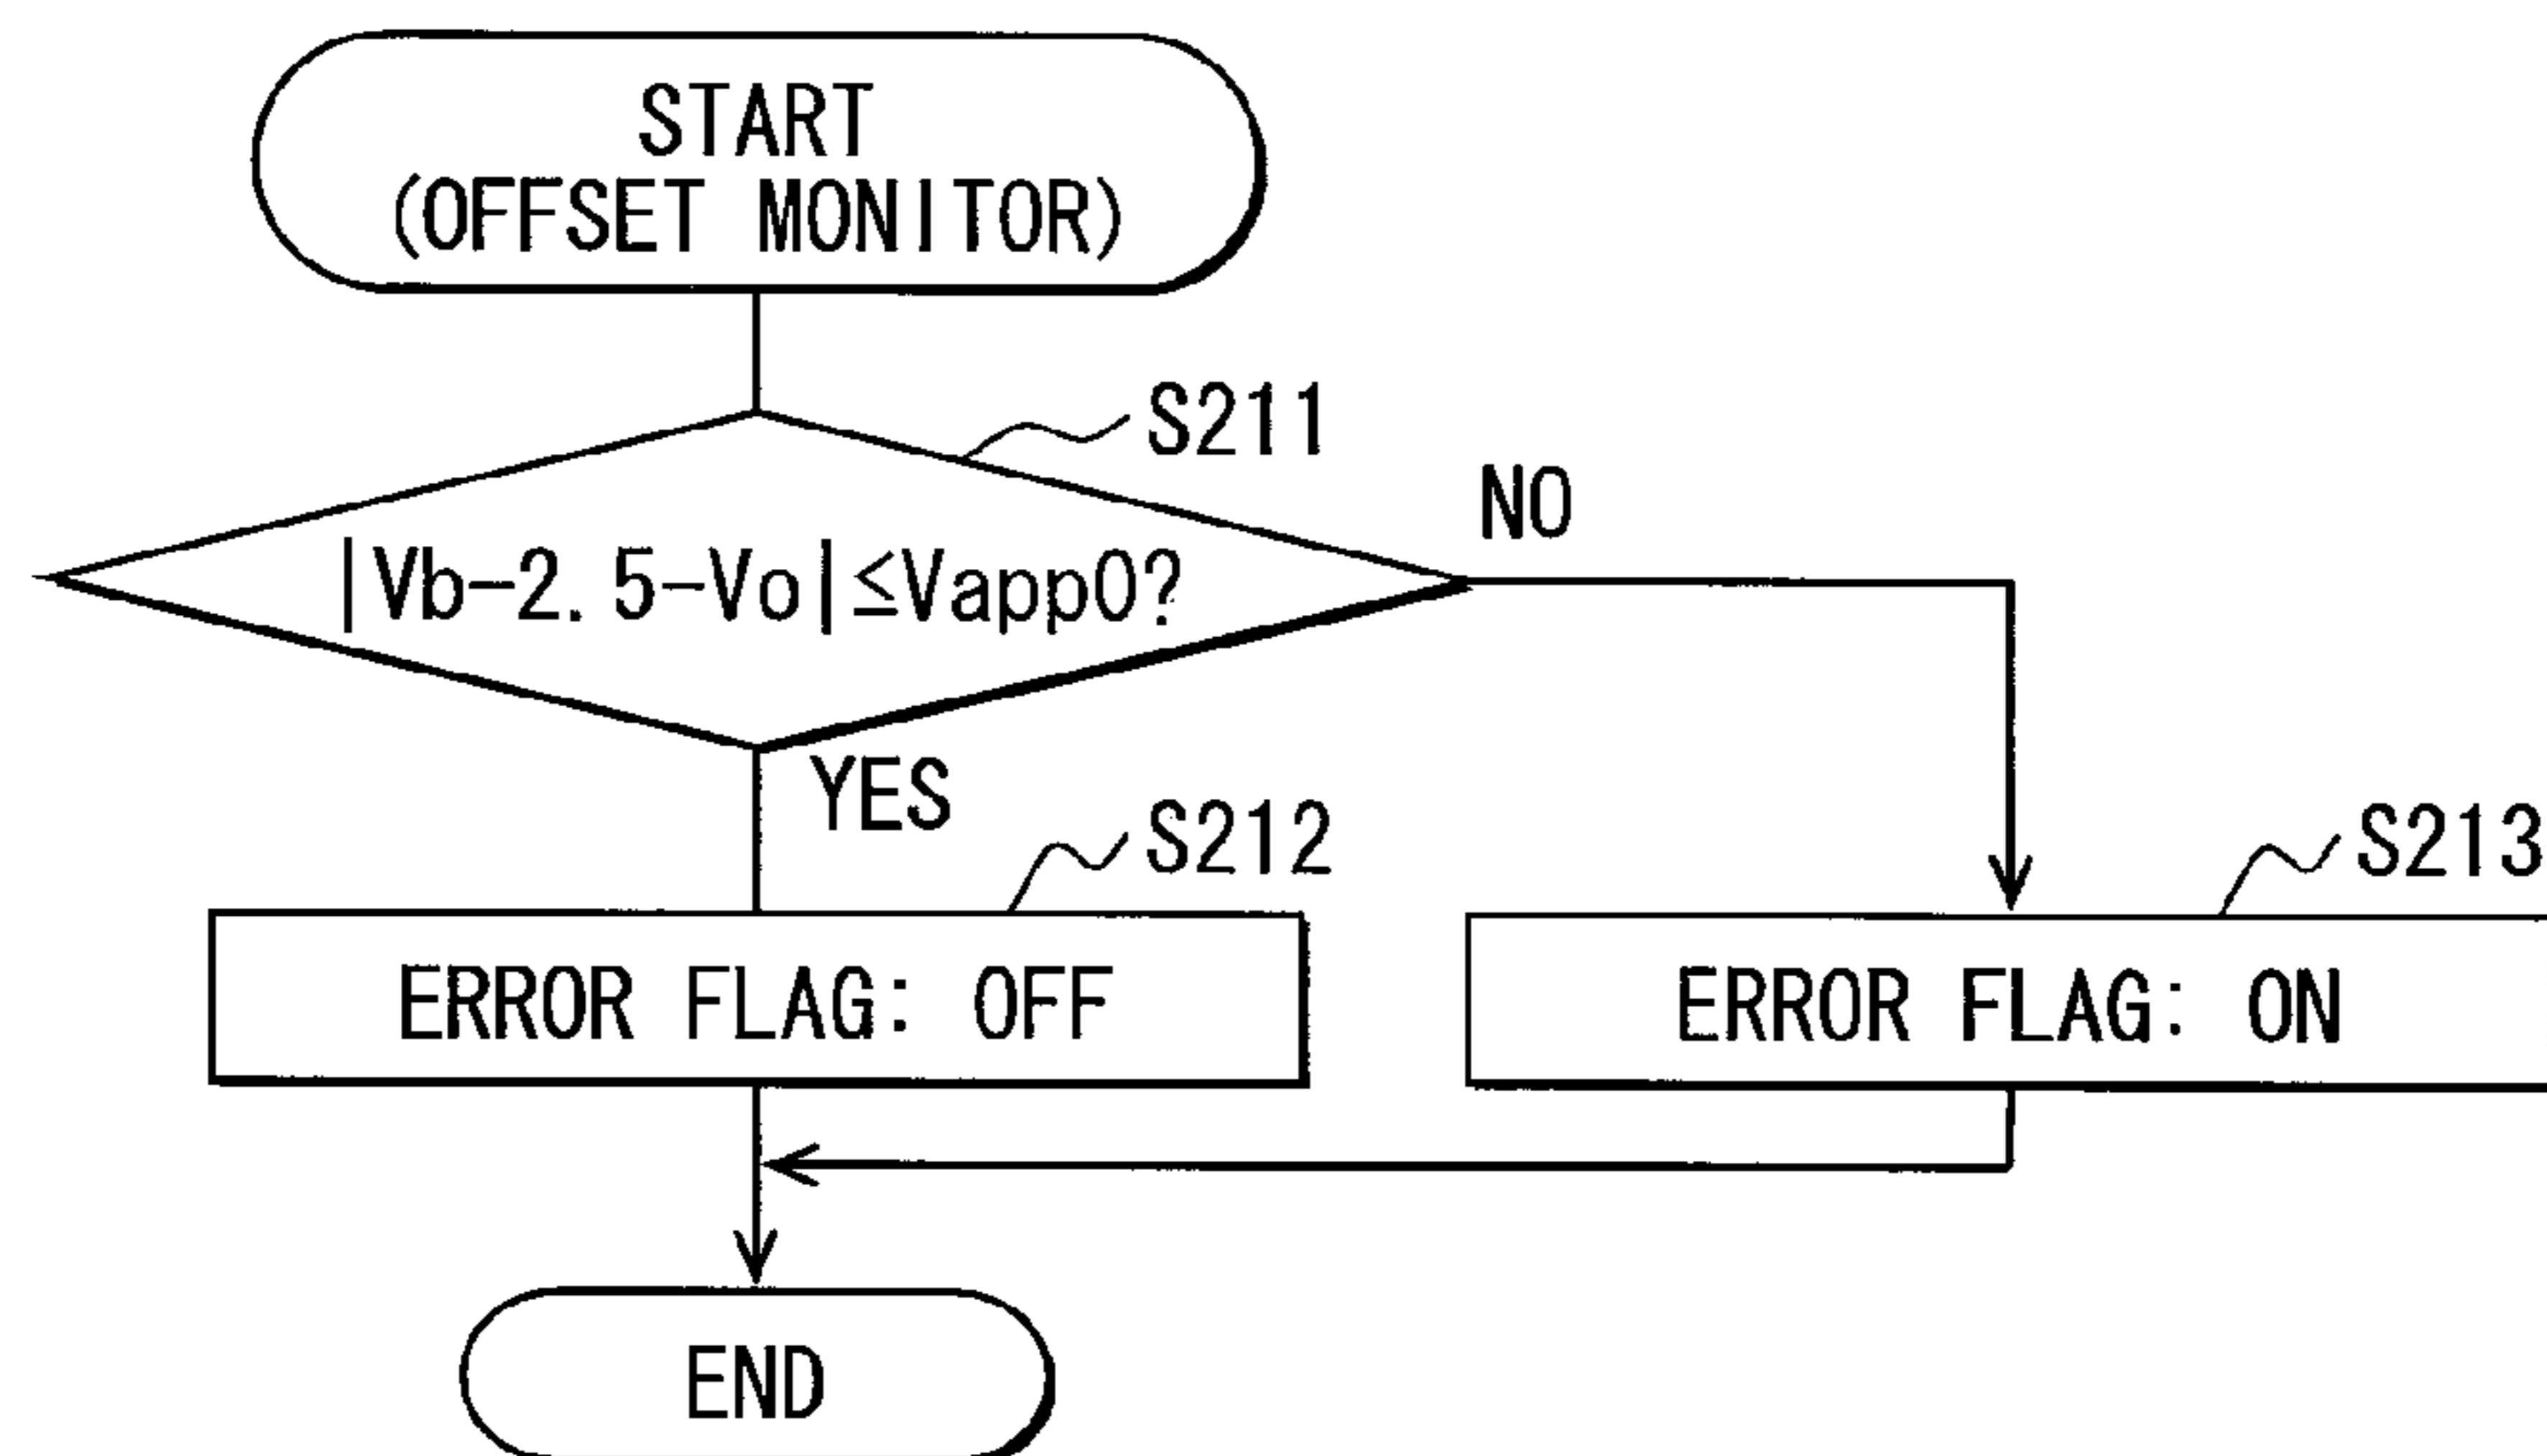 START
(OFFSET MONITOR)
S211
NO
|Vb-2.5-Vo|≤Vapp0?
YES
S212
S213
ERROR FLAG: OFF
ERROR FLAG: ON
END